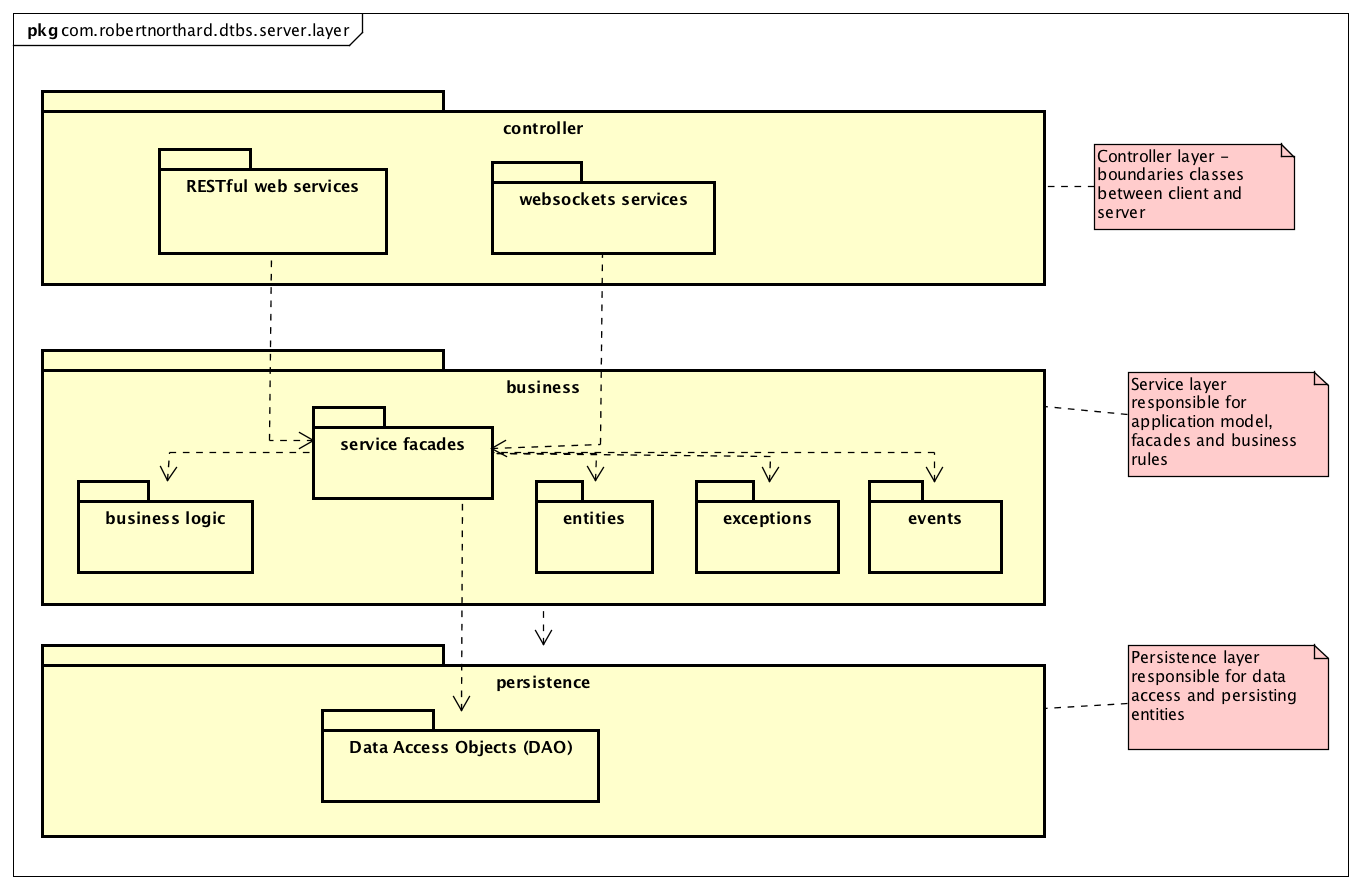 pkg com.robertnorthard.dtbs.server.layer
controller
RESTful web services
websockets services
Controller layer –
boundaries classes
between client and
server
business
service facades
business logic
entities
exceptions
events
Service layer
responsible for
application model,
facades and business
rules
persistence
Data Access Objects (DAO)
Persistence layer
responsible for data
access and persisting
entities